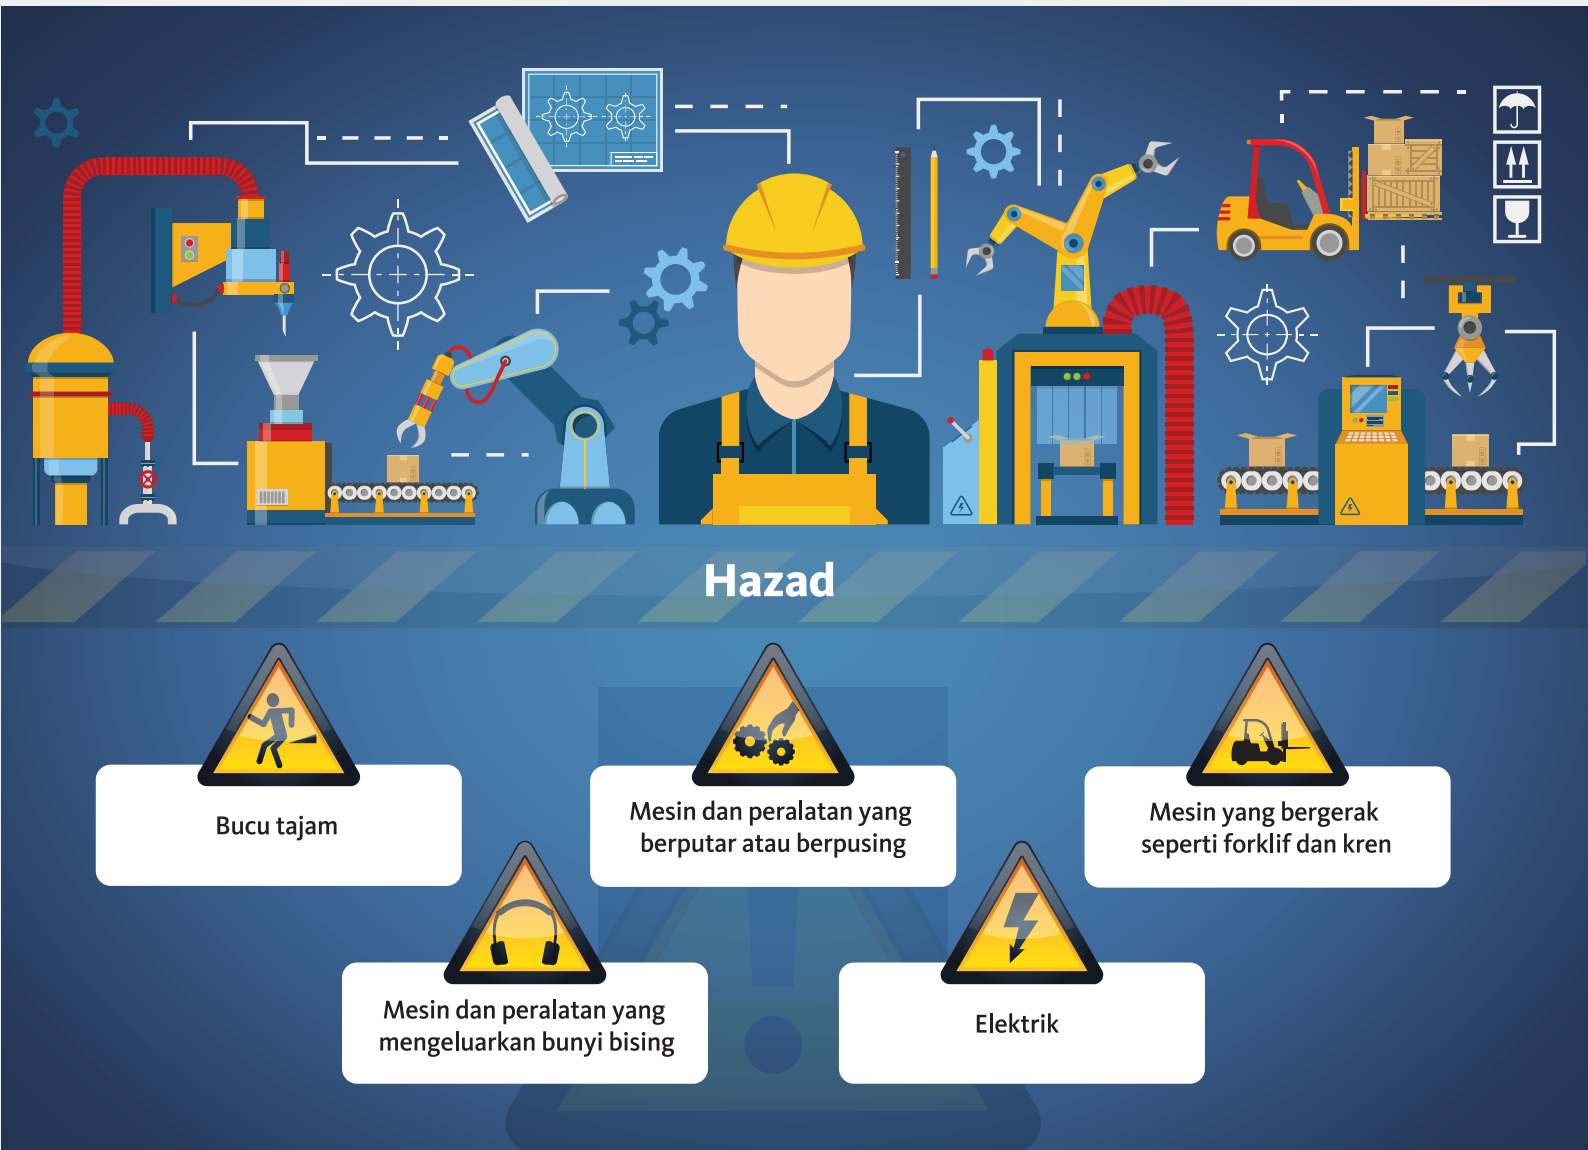 Hazad
Bucu tajam
Mesin dan peralatan yang
berputar atau berpusing
Mesin yang bergerak
seperti forklif dan kren
Mesin dan peralatan yang
mengeluarkan bunyi bising
Elektrik